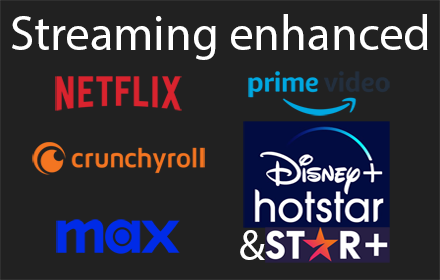 Streaming enhanced
NETFLIX
prime video
crunchyroll
Disney+
hotstar
max
&STAR+